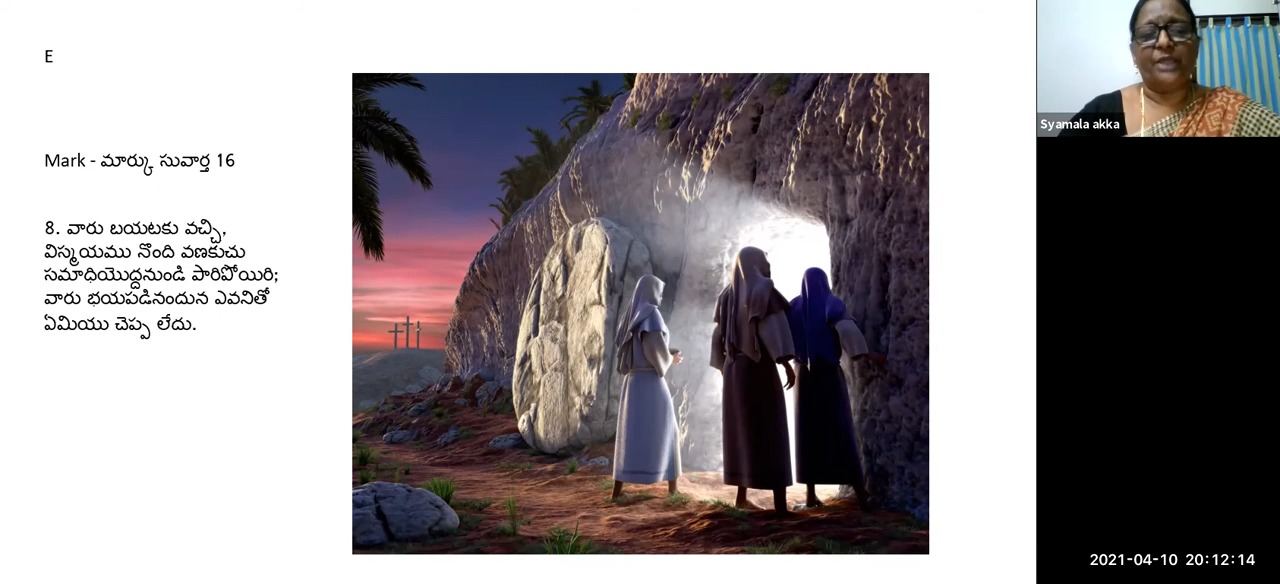 E
Mark - మార్కు సువార్త 16
8. వారు బయటకు వచ్చి,
విస్మయము నొంది వణకుచు
సమాధియొద్దనుండి పారిపోయిరి;
వారు భయపడినందున ఎవనితో
ఏమియు చెప్ప లేదు.
Syamala akka
2021-04-10 20:12:14